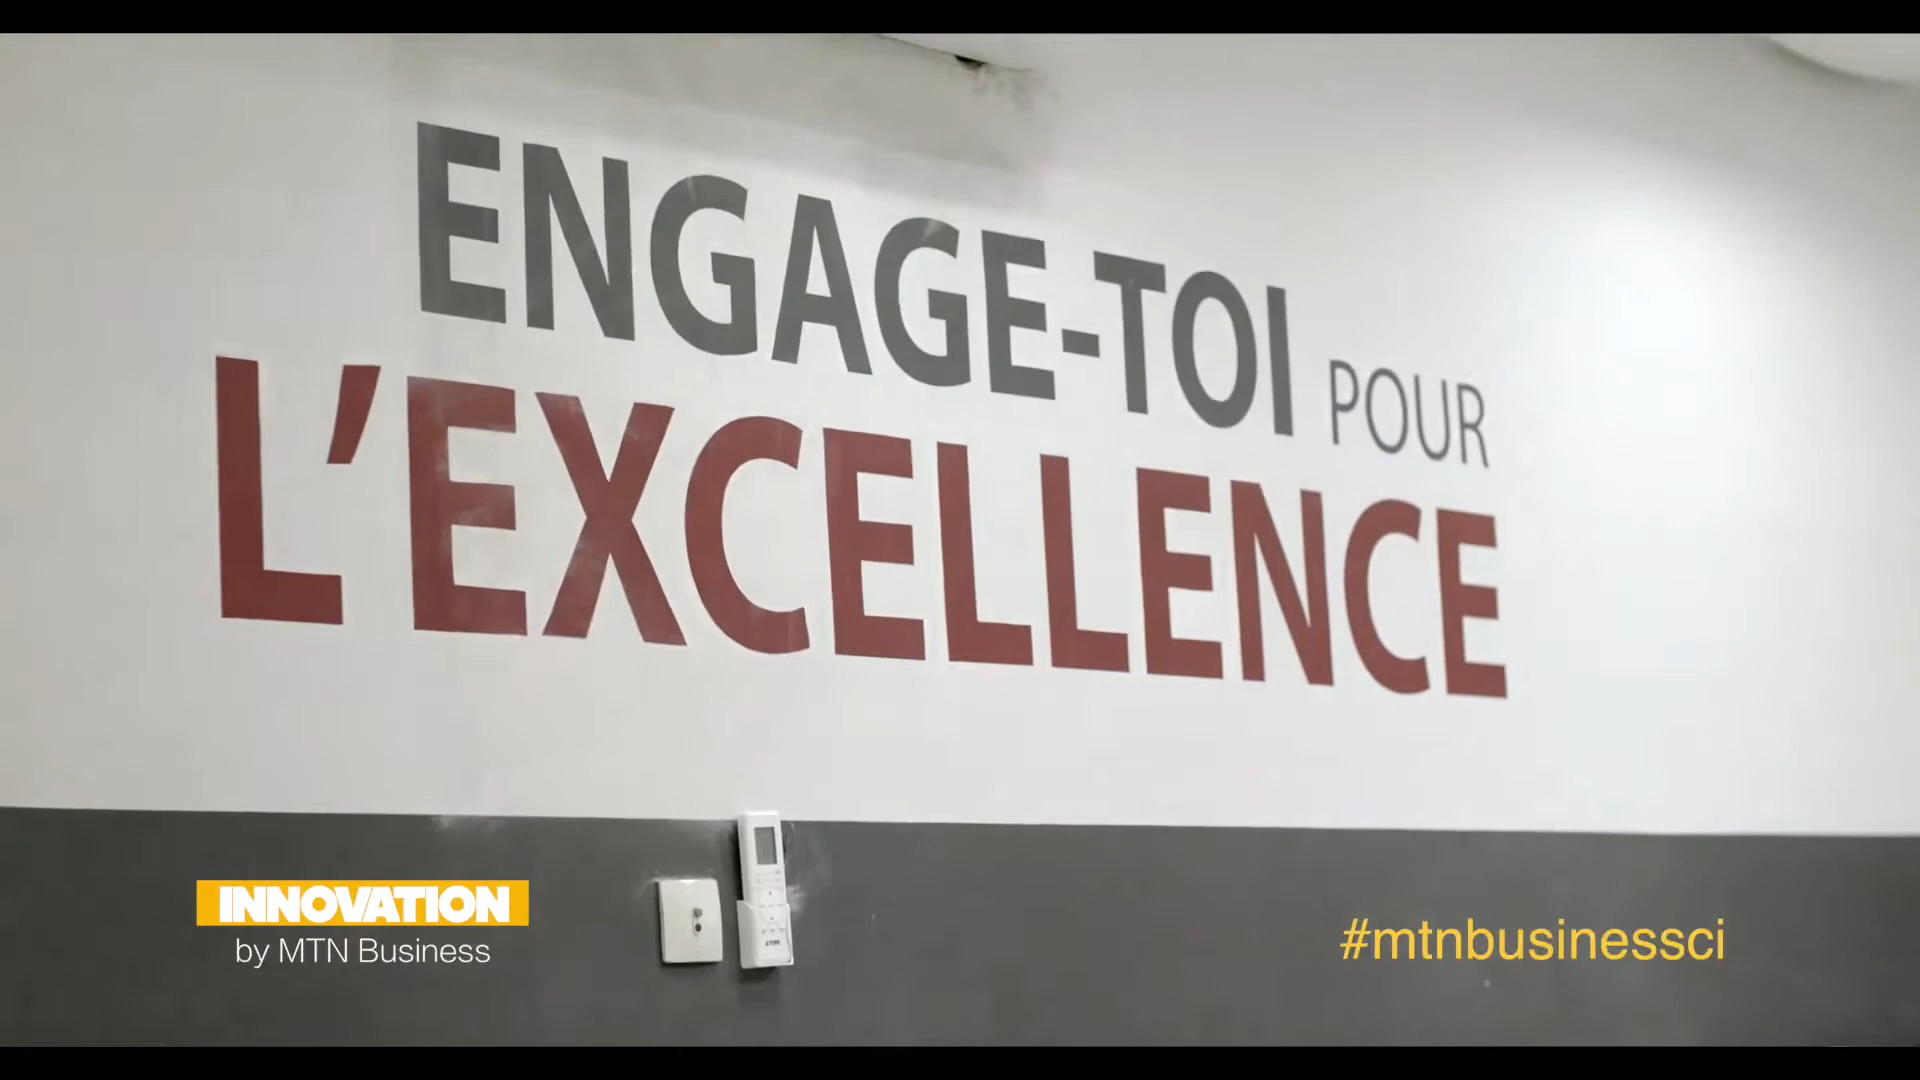 ENGAGE-TOI POUR
L'EXCELLENCE
INNOVATION
by MTN Business
#mtnbusinessci